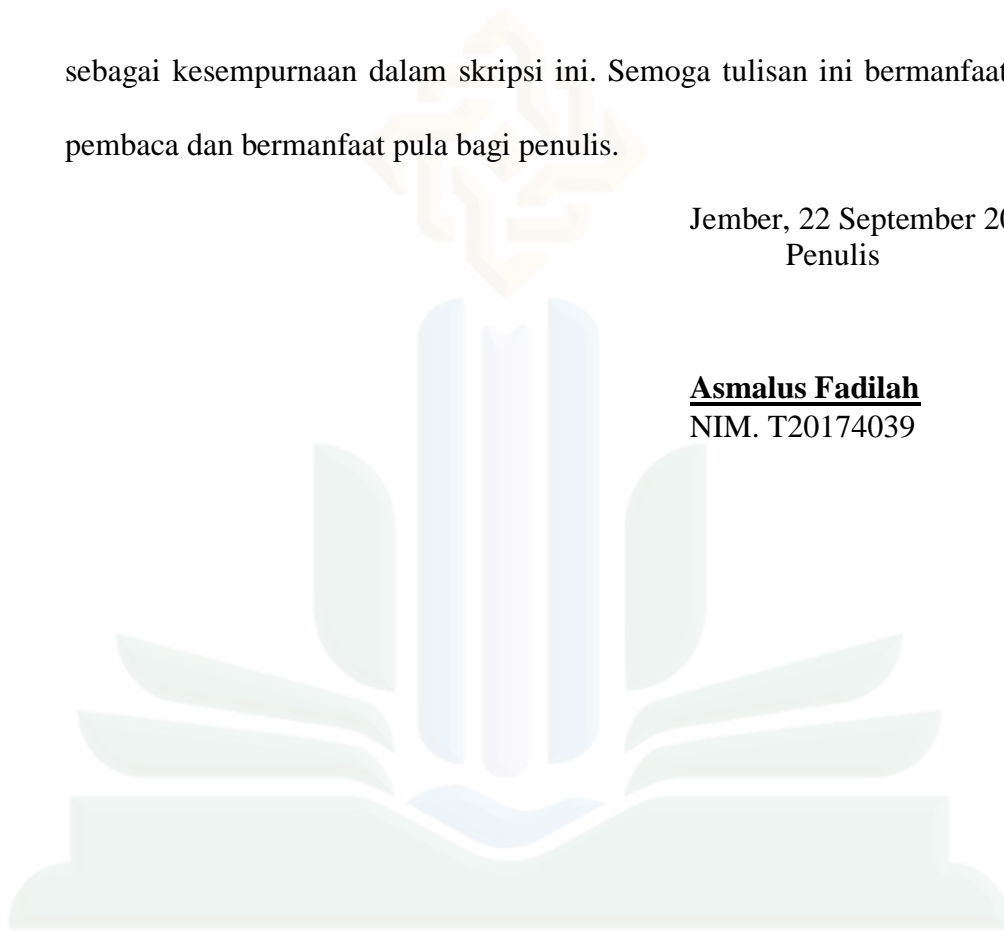 sebagai kesempurnaan dalam skripsi ini. Semoga tulisan ini bermanfaat
pembaca dan bermanfaat pula bagi penulis.
Jember, 22 September 20
Penulis
Asmalus Fadilah
NIM. T20174039